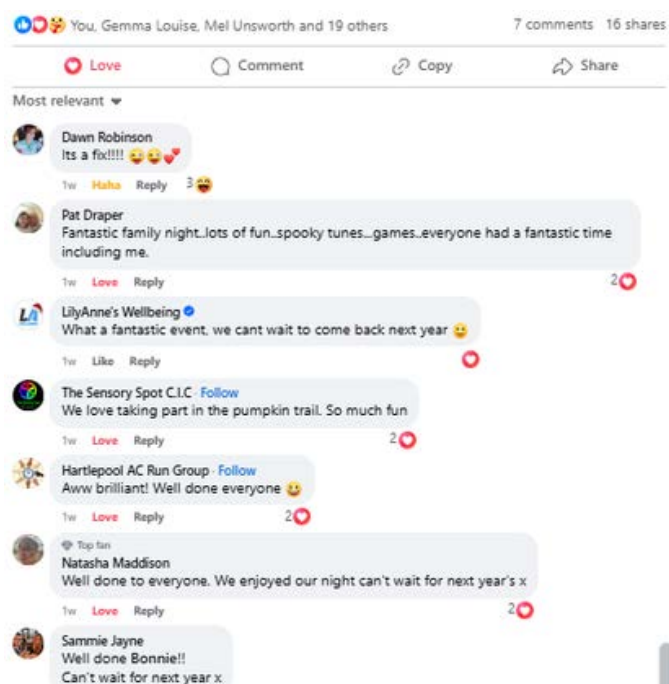 You, Gemma Louise, Mel Unsworth and 19 others 7 comments 16 shares
Love Comment Copy Share
Most relevant
Dawn Robinson
Its a fix!!!! 😜😜💕
1w Haha Reply 3
Pat Draper
Fantastic family night..lots of fun..spooky tunes...games..everyone had a fantastic time
including me.
1w Love Reply 2
LA
LilyAnne's Wellbeing
What a fantastic event, we cant wait to come back next year 😀
1w Like Reply
The Sensory Spot C.I.C · Follow
We love taking part in the pumpkin trail. So much fun
1w Love Reply 2
Hartlepool AC Run Group · Follow
Aww brilliant! Well done everyone 😃
1w Love Reply 2
Top fan
Natasha Maddison
Well done to everyone. We enjoyed our night can't wait for next year's x
1w Love Reply 2
Sammie Jayne
Well done Bonnie!!
Can't wait for next year x